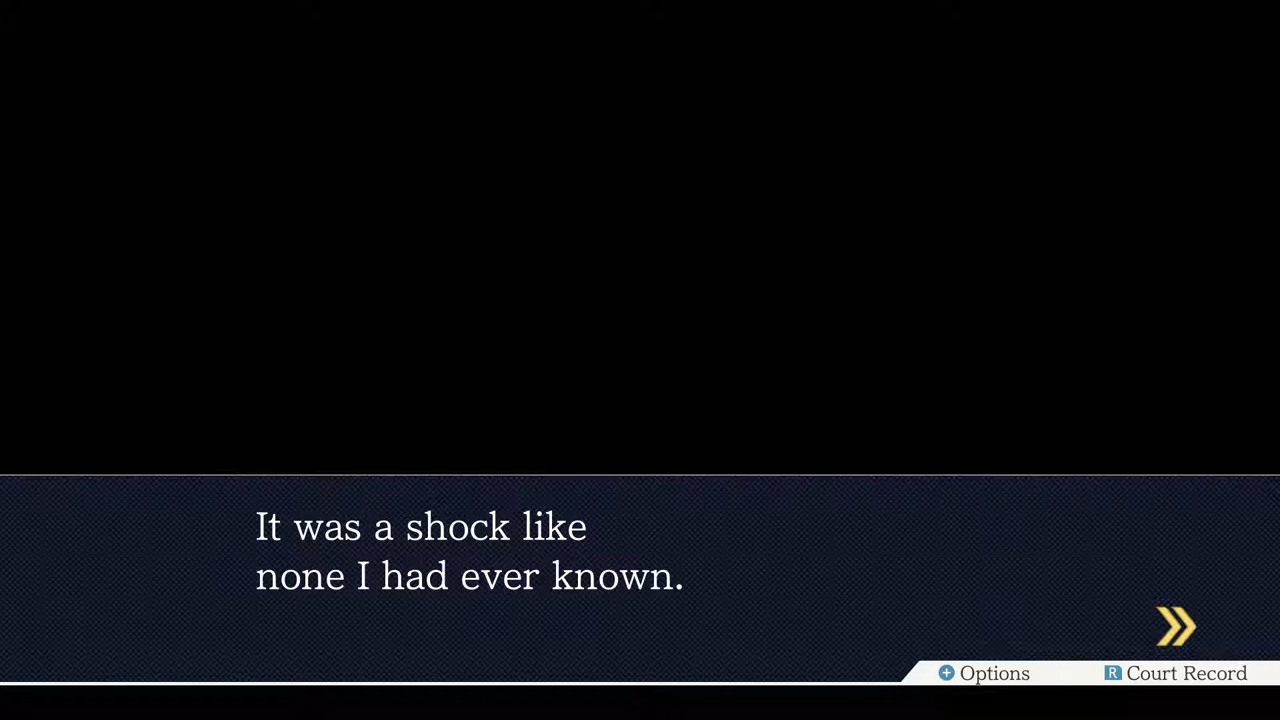 It was a shock like
none I had ever known.
+ Options
R Court Record